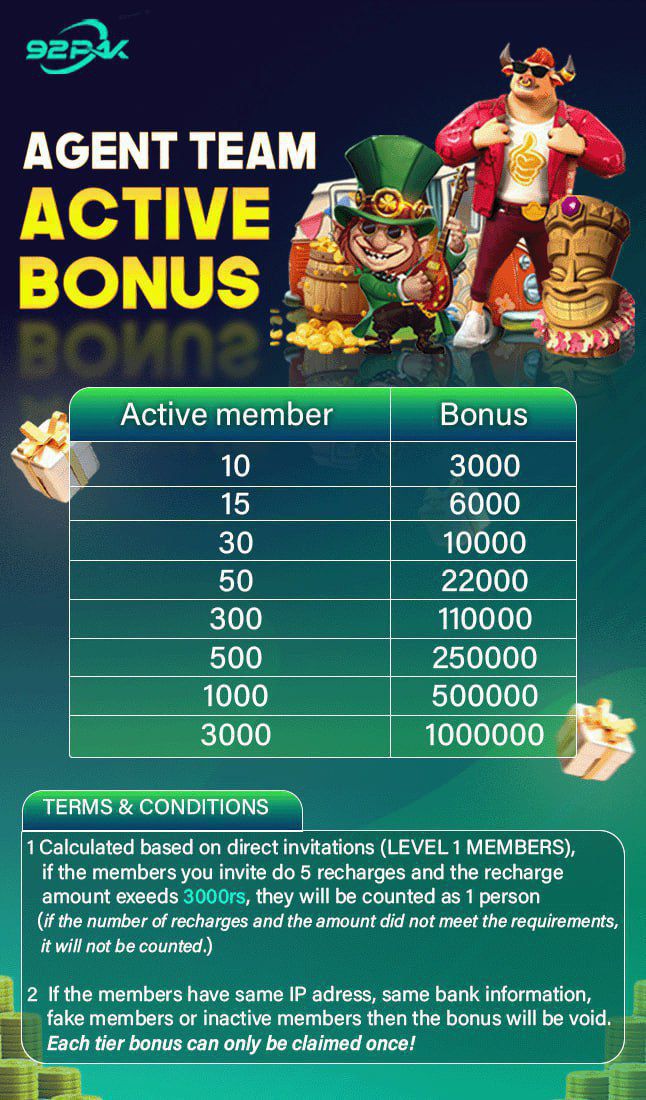 92PAK
AGENT TEAM
ACTIVE
BONUS
Active member Bonus
10 3000
15 6000
30 10000
50 22000
300 110000
500 250000
1000 500000
3000 1000000
TERMS & CONDITIONS
1 Calculated based on direct invitations (LEVEL 1 MEMBERS),
if the members you invite do 5 recharges and the recharge
amount exeeds 3000rs, they will be counted as 1 person
(if the number of recharges and the amount did not meet the requirements,
it will not be counted.)
2 If the members have same IP adress, same bank information,
fake members or inactive members then the bonus will be void.
Each tier bonus can only be claimed once!